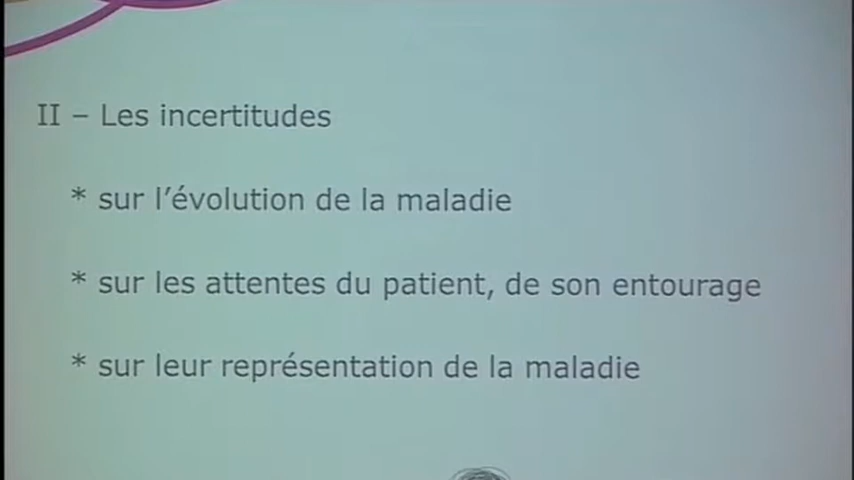 II – Les incertitudes
* sur l’évolution de la maladie
* sur les attentes du patient, de son entourage
* sur leur représentation de la maladie